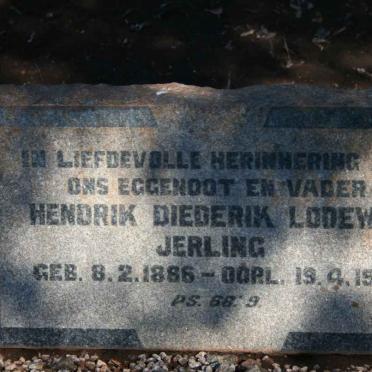 IN LIEFDEVOLLE HERINNERING
ONS EGGENOOT EN VADER
HENDRIK DIEDERIK LODEW
JERLING
GEB. 8.2.1886 – OORL. 19.4.19
PS. 68:9